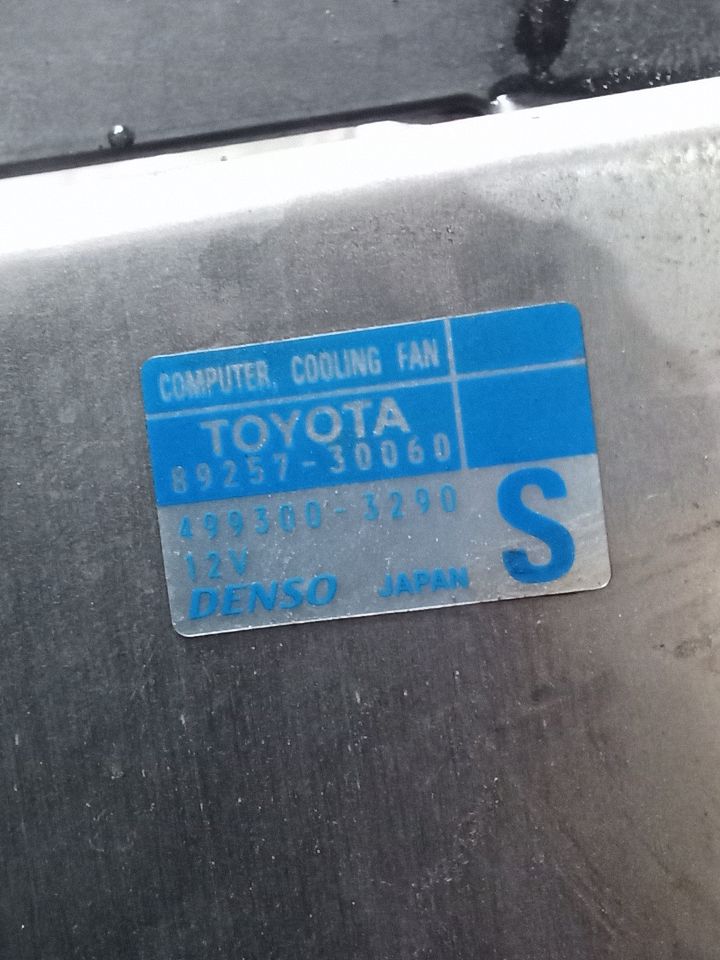 COMPUTER, COOLING FAN
TOYOTA
89257-30060
499300-3290
12V
DENSO JAPAN
S